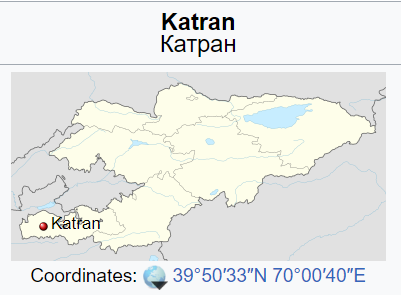 Katran
Катран
Katran
Coordinates: 39°50′33″N 70°00′40″E